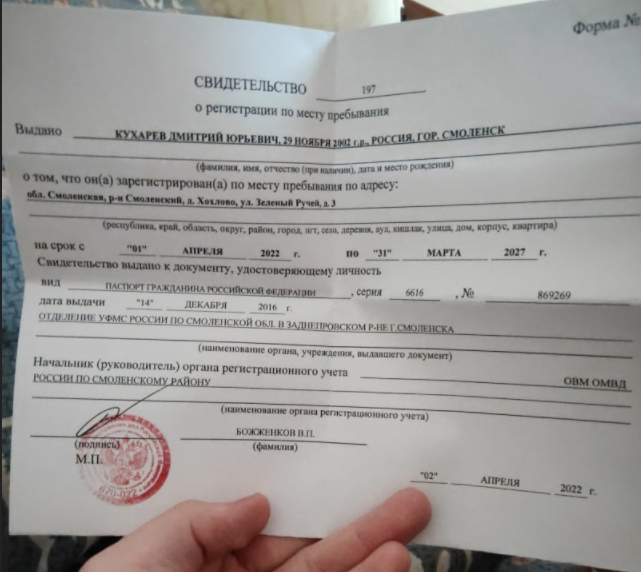 Форма №
СВИДЕТЕЛЬСТВО 197
о регистрации по месту пребывания
Выдано КУХАРЕВ ДМИТРИЙ ЮРЬЕВИЧ, 29 НОЯБРЯ 2002 г.р., РОССИЯ, ГОР. СМОЛЕНСК
(фамилия, имя, отчество (при наличии), дата и место рождения)
о том, что он(а) зарегистрирован(а) по месту пребывания по адресу:
обл. Смоленская, р-н Смоленский, д. Хохлово, ул. Зеленый Ручей, д. 3
(республика, край, область, округ, район, город, пгт, село, деревня, аул, кишлак, улица, дом, корпус, квартира)
на срок с "01" АПРЕЛЯ 2022 г. по "31" МАРТА 2027 г.
Свидетельство выдано к документу, удостоверяющему личность
вид ПАСПОРТ ГРАЖДАНИНА РОССИЙСКОЙ ФЕДЕРАЦИИ , серия 6616 , № 869269
дата выдачи "14" ДЕКАБРЯ 2016 г.
ОТДЕЛЕНИЕ УФМС РОССИИ ПО СМОЛЕНСКОЙ ОБЛ. В ЗАДНЕПРОВСКОМ Р-НЕ Г.СМОЛЕНСКА
(наименование органа, учреждения, выдавшего документ)
Начальник (руководитель) органа регистрационного учета ОВМ ОМВД
РОССИИ ПО СМОЛЕНСКОМУ РАЙОНУ
(наименование органа регистрационного учета)
БОЖЖЕНКОВ В.П.
(подпись) (фамилия)
М.П.
670-022
"02" АПРЕЛЯ 2022 г.